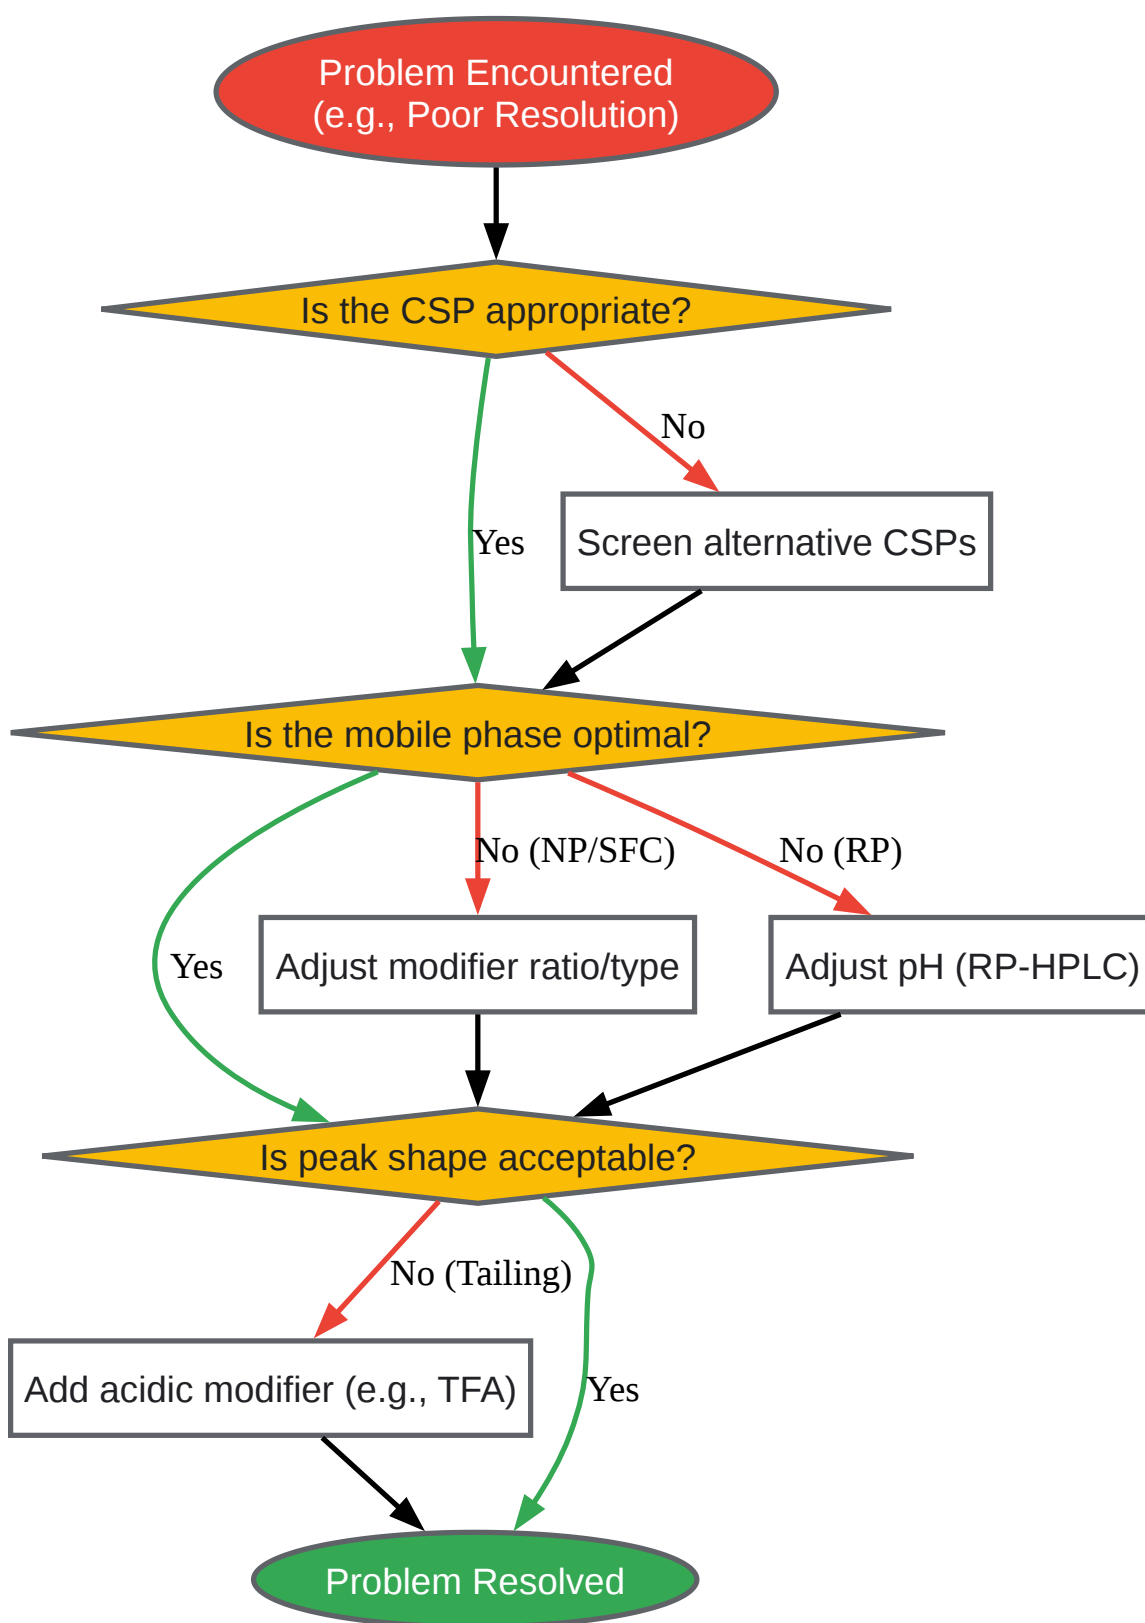 Problem Encountered
(e.g., Poor Resolution)
Is the CSP appropriate?
No
Yes
Screen alternative CSPs
Is the mobile phase optimal?
No (NP/SFC)
No (RP)
Yes
Adjust modifier ratio/type
Adjust pH (RP-HPLC)
Is peak shape acceptable?
No (Tailing)
Add acidic modifier (e.g., TFA)
Yes
Problem Resolved